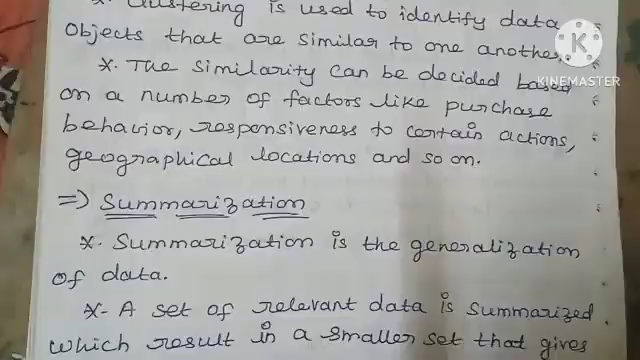 *. Clustering is used to identify data
objects that are similar to one another.
*. The similarity can be decided based
on a number of factors like purchase
behavior, responsiveness to certain actions,
geographical locations and so on.
=) Summarization
*. Summarization is the generalization
of data.
*. A set of relevant data is summarized
which result in a smaller set that gives
KINEMASTER